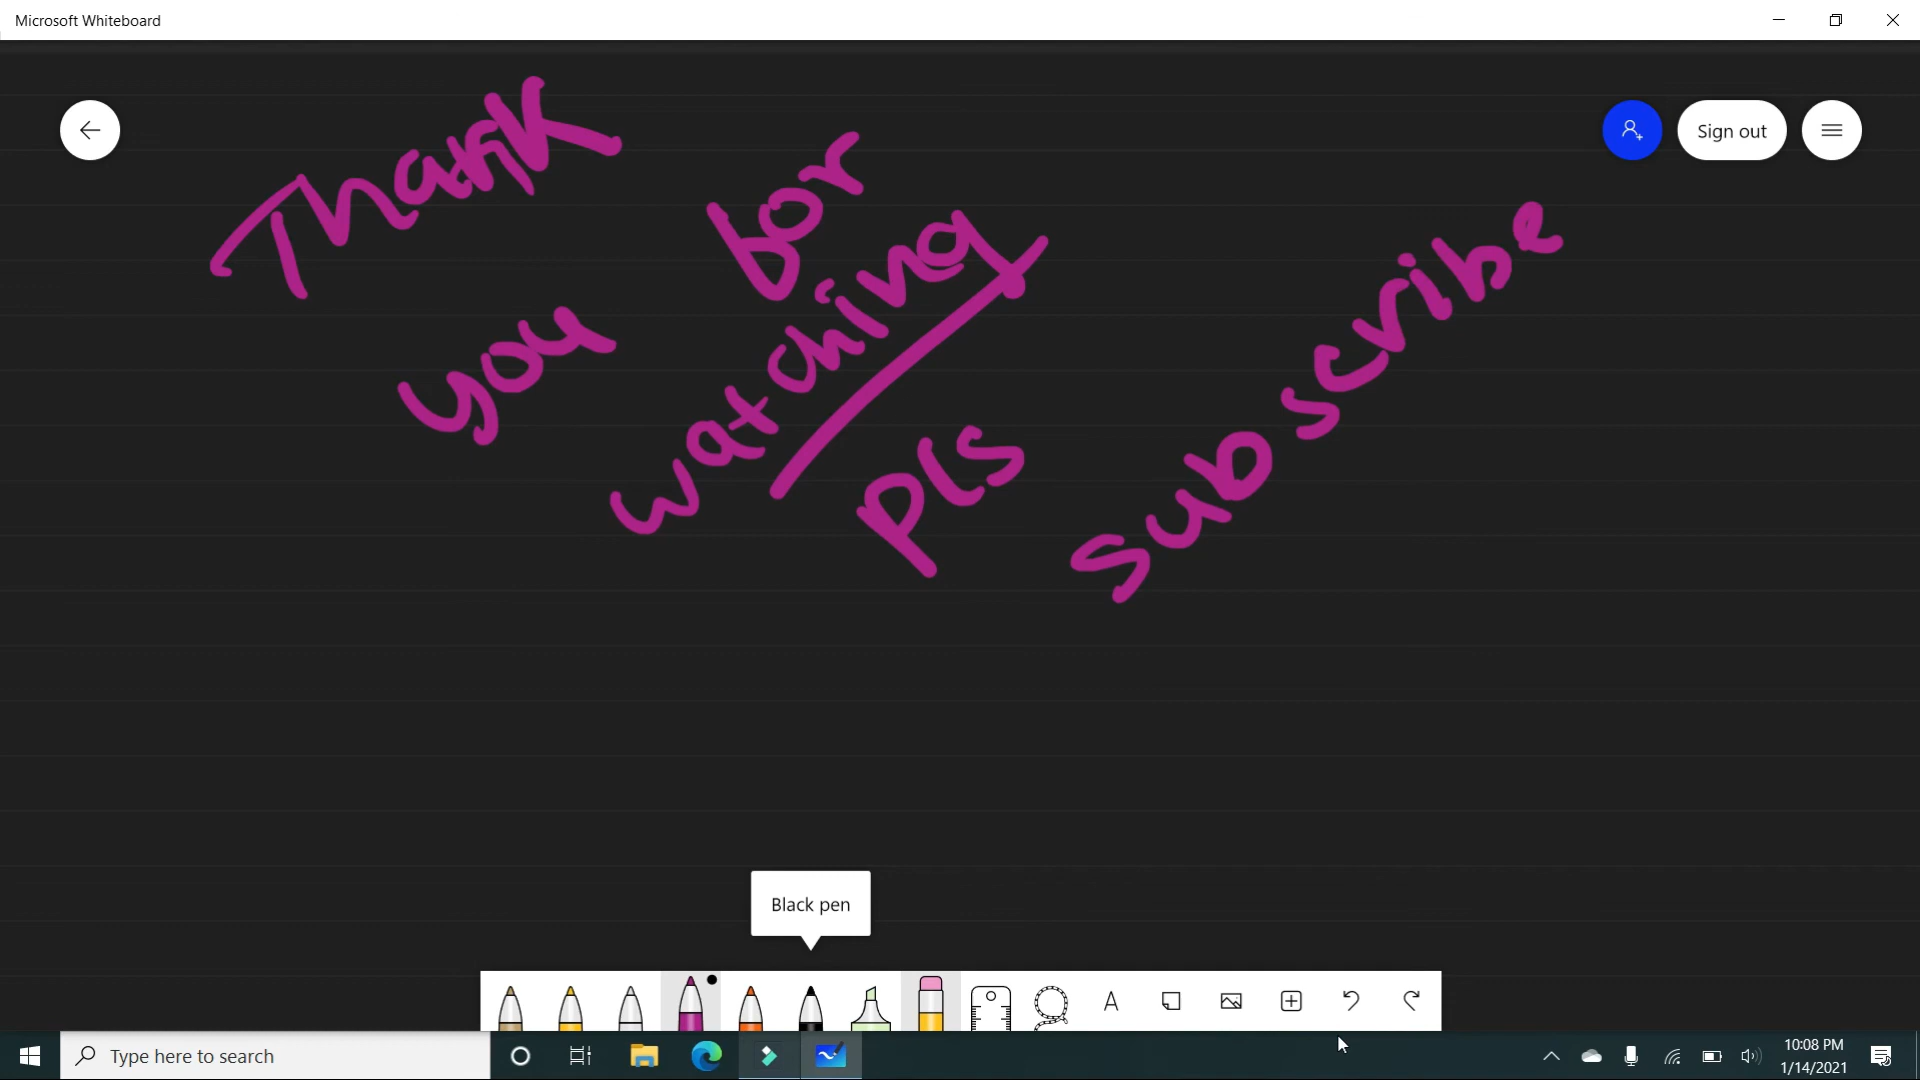 Microsoft Whiteboard
Sign out
Thank
you for
watching
Pls
subscribe
Black pen
Type here to search
10:08 PM
1/14/2021